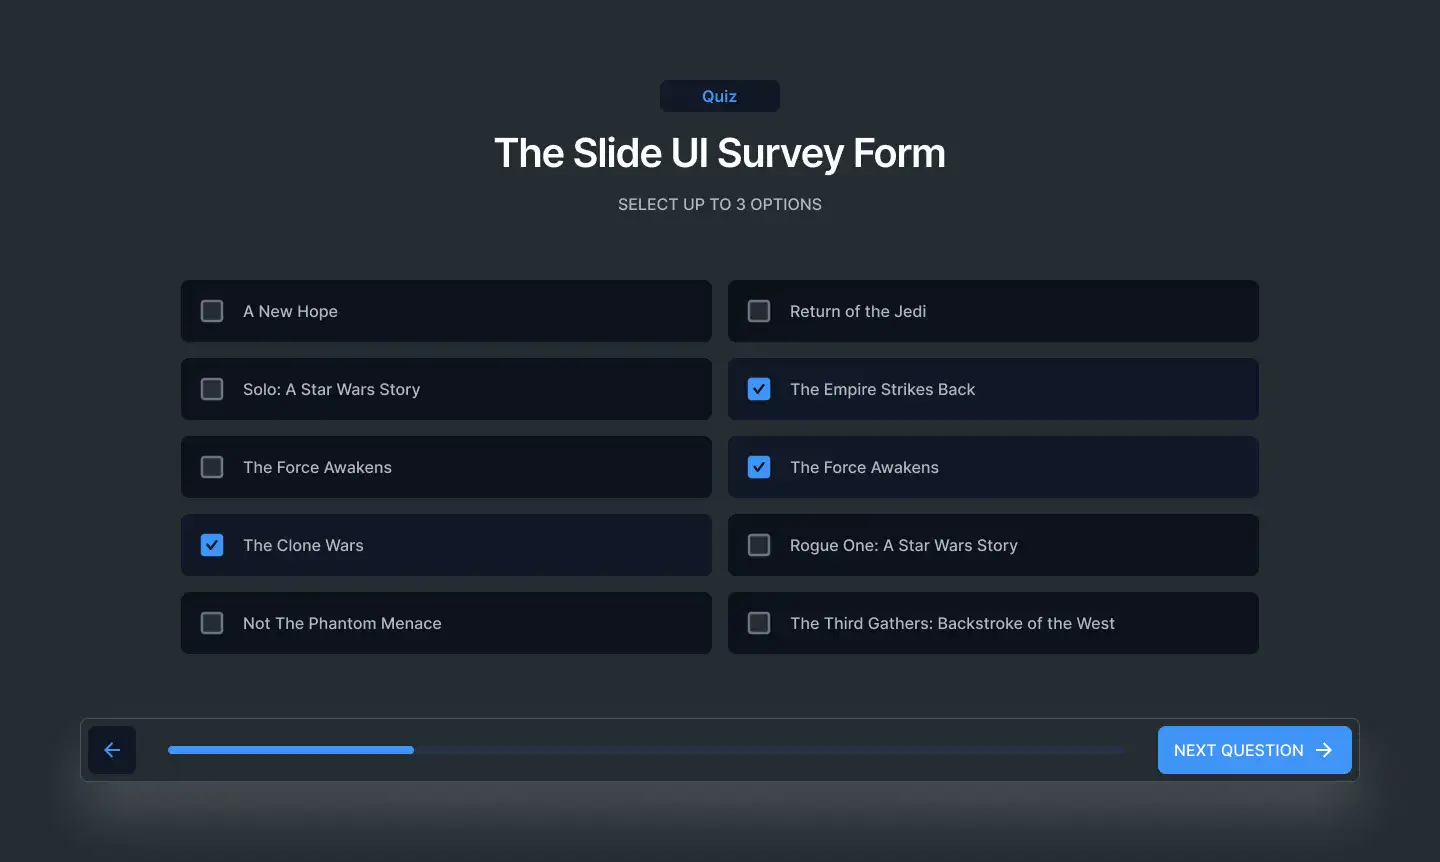 Quiz
The Slide UI Survey Form
SELECT UP TO 3 OPTIONS
A New Hope
Return of the Jedi
Solo: A Star Wars Story
The Empire Strikes Back
The Force Awakens
The Force Awakens
The Clone Wars
Rogue One: A Star Wars Story
Not The Phantom Menace
The Third Gathers: Backstroke of the West
NEXT QUESTION